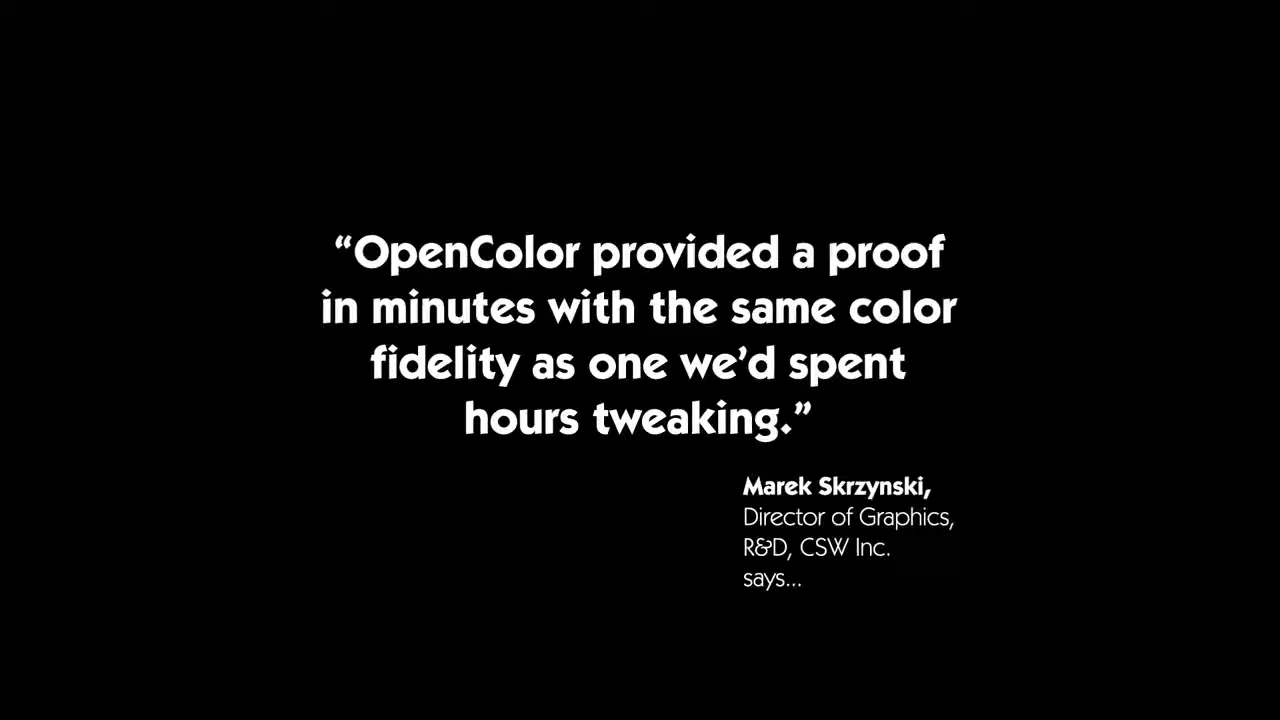 “OpenColor provided a proof
in minutes with the same color
fidelity as one we’d spent
hours tweaking.”
Marek Skrzynski,
Director of Graphics,
R&D, CSW Inc.
says...